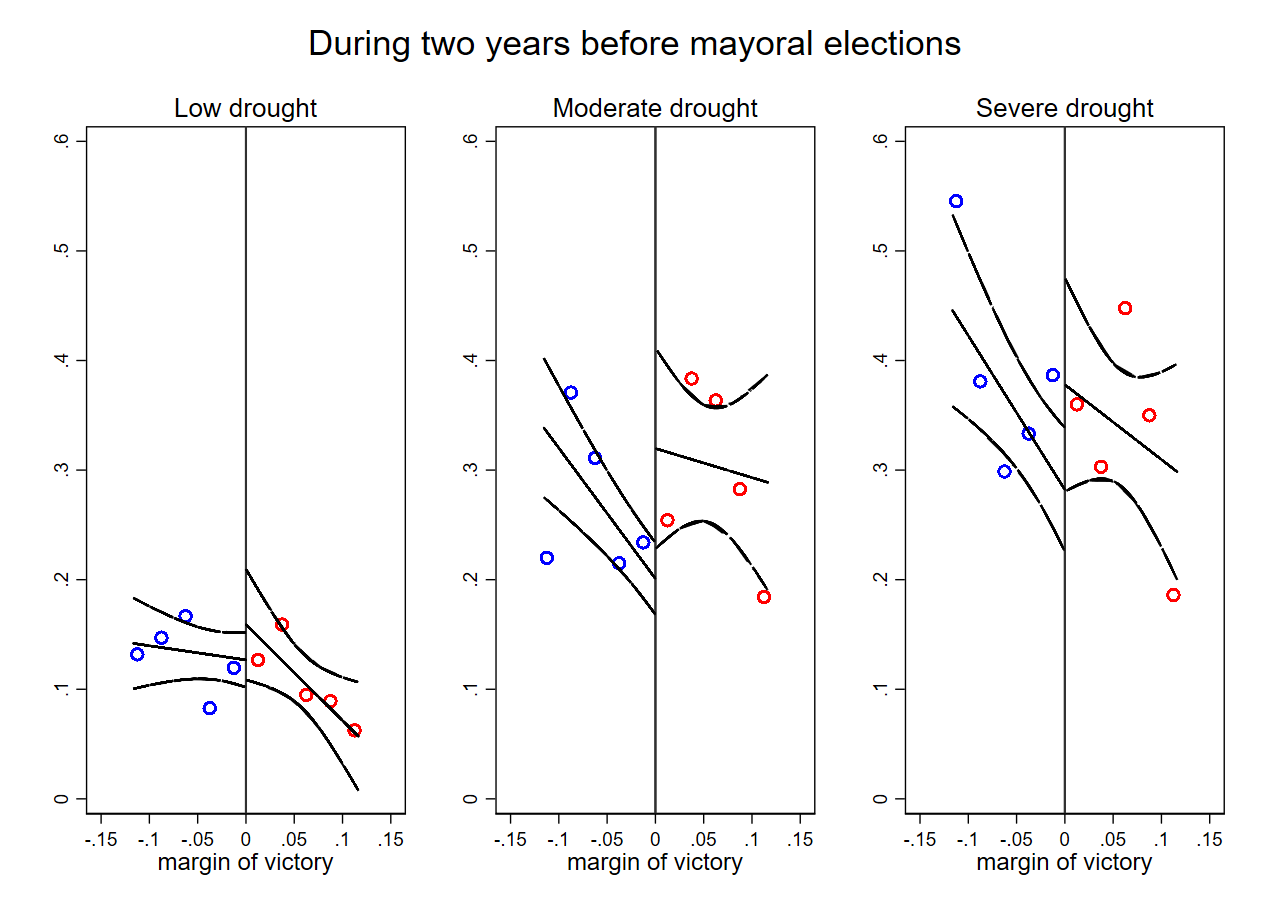 During two years before mayoral elections
Low drought
.6
.5
.4
.3
.2
.1
0
-.15 -.1 -.05 0 .05 .1 .15
margin of victory
Moderate drought
.6
.5
.4
.3
.2
.1
0
-.15 -.1 -.05 0 .05 .1 .15
margin of victory
Severe drought
.6
.5
.4
.3
.2
.1
0
-.15 -.1 -.05 0 .05 .1 .15
margin of victory